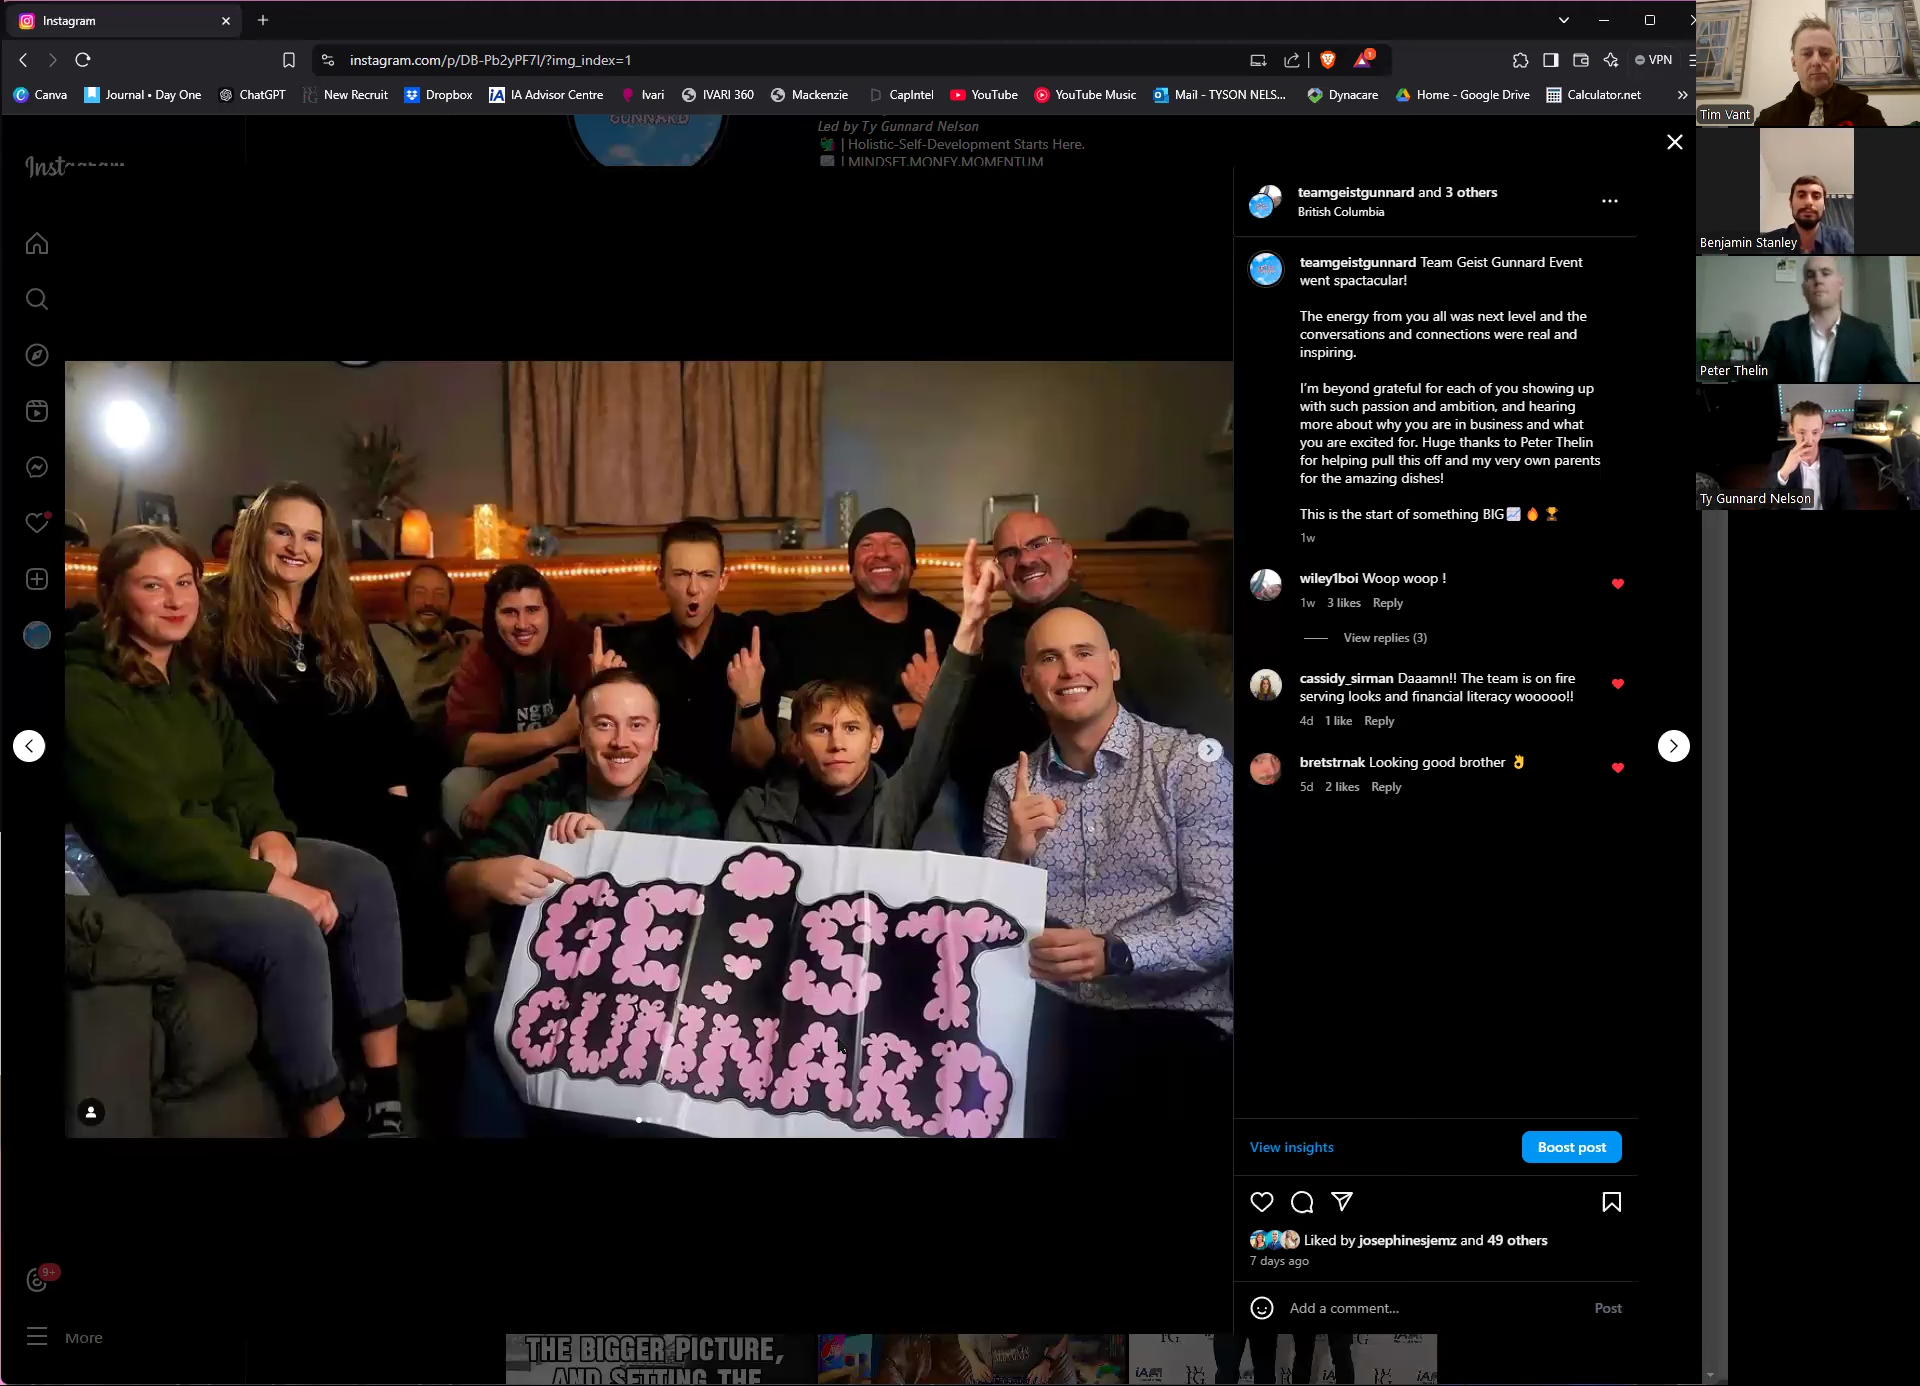 Instagram
instagram.com/p/DB-Pb2yPF7I/?img_index=1
1
VPN
Canva
Journal • Day One
ChatGPT
New Recruit
Dropbox
IA Advisor Centre
Ivari
IVARI 360
Mackenzie
CapIntel
YouTube
YouTube Music
Mail - TYSON NELS...
Dynacare
Home - Google Drive
Calculator.net
GUNNARD
Led by Ty Gunnard Nelson
| Holistic-Self-Development Starts Here.
| MINDSET.MONEY.MOMENTUM
Instagram
teamgeistgunnard and 3 others
British Columbia
teamgeistgunnard Team Geist Gunnard Event
went spactacular!
The energy from you all was next level and the
conversations and connections were real and
inspiring.
I'm beyond grateful for each of you showing up
with such passion and ambition, and hearing
more about why you are in business and what
you are excited for. Huge thanks to Peter Thelin
for helping pull this off and my very own parents
for the amazing dishes!
This is the start of something BIG📈 🔥 🏆
1w
wiley1boi Woop woop !
1w 3 likes Reply
View replies (3)
cassidy_sirman Daaamn!! The team is on fire
serving looks and financial literacy wooooo!!
4d 1 like Reply
bretstrnak Looking good brother 👌
5d 2 likes Reply
GEIST
GUNNARD
View insights
Boost post
Liked by josephinesjemz and 49 others
7 days ago
Add a comment...
Post
9+
More
THE BIGGER PICTURE,
AND SETTING THE
Tim Vant
Benjamin Stanley
Peter Thelin
Ty Gunnard Nelson